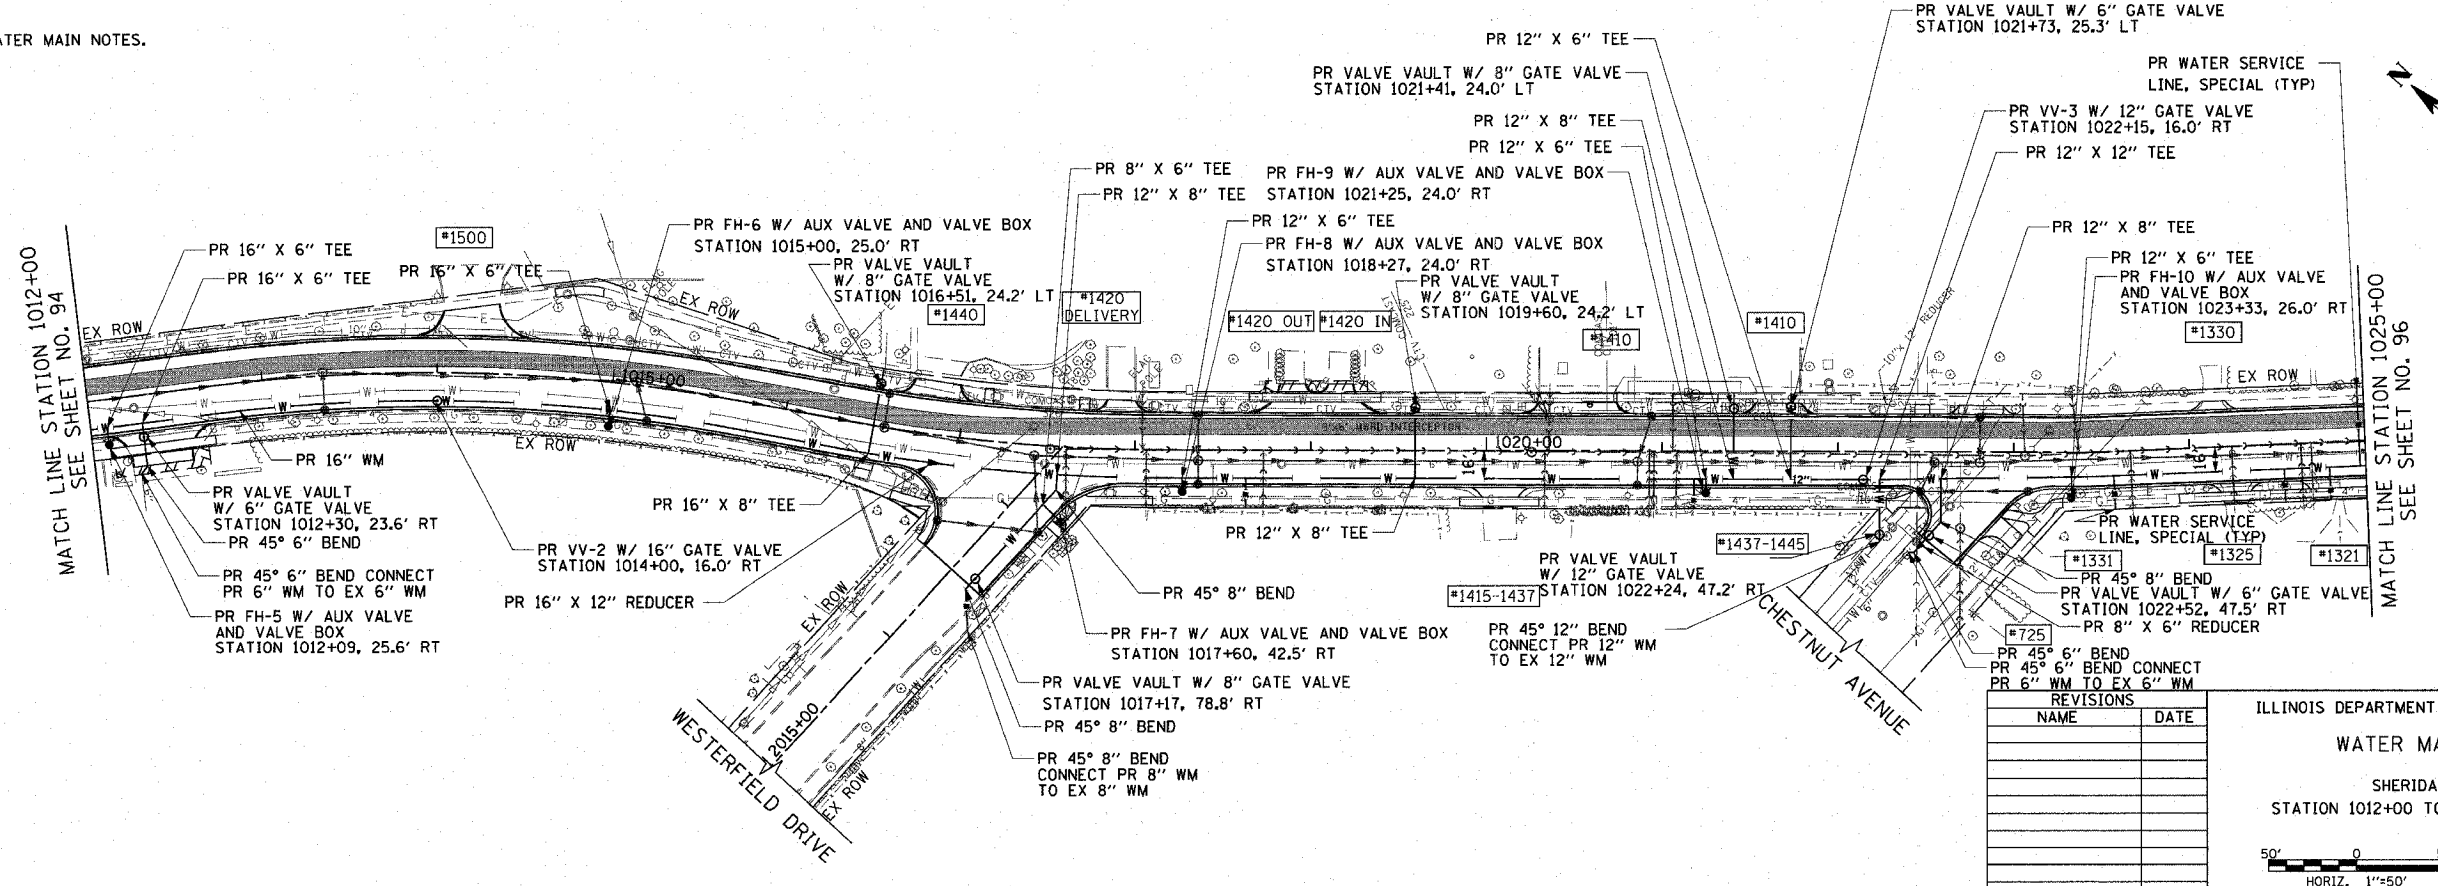 ATER MAIN NOTES.
PR VALVE VAULT W/ 6" GATE VALVE
STATION 1021+73, 25.3' LT
PR 12" X 6" TEE
PR VALVE VAULT W/ 8" GATE VALVE
STATION 1021+41, 24.0' LT
PR WATER SERVICE
LINE, SPECIAL (TYP)
N
PR 12" X 8" TEE
PR VV-3 W/ 12" GATE VALVE
STATION 1022+15, 16.0' RT
PR 12" X 6" TEE
PR 12" X 12" TEE
PR 8" X 6" TEE
PR FH-9 W/ AUX VALVE AND VALVE BOX
STATION 1021+25, 24.0' RT
PR 12" X 8" TEE
PR 12" X 6" TEE
PR FH-8 W/ AUX VALVE AND VALVE BOX
STATION 1018+27, 24.0' RT
PR 12" X 8" TEE
PR 12" X 6" TEE
PR FH-10 W/ AUX VALVE
AND VALVE BOX
STATION 1023+33, 26.0' RT
PR FH-6 W/ AUX VALVE AND VALVE BOX
STATION 1015+00, 25.0' RT
PR VALVE VAULT
W/ 8" GATE VALVE
STATION 1016+51, 24.2' LT
PR VALVE VAULT
W/ 8" GATE VALVE
STATION 1019+60, 24.2' LT
PR 16" X 6" TEE
PR 16" X 6" TEE
PR 16" X 6" TEE
#1500
#1440
#1420
DELIVERY
#1420 OUT
#1420 IN
#1410
#1410
#1330
MATCH LINE STATION 1012+00
SEE SHEET NO. 94
MATCH LINE STATION 1025+00
SEE SHEET NO. 96
EX ROW
EX ROW
EX ROW
EX ROW
10"X 12" REDUCER
FLAG
POLE
1015+00
1020+00
16'
16'
12"
PR 16" WM
PR VALVE VAULT
W/ 6" GATE VALVE
STATION 1012+30, 23.6' RT
PR 45° 6" BEND
PR 45° 6" BEND CONNECT
PR 6" WM TO EX 6" WM
PR FH-5 W/ AUX VALVE
AND VALVE BOX
STATION 1012+09, 25.6' RT
PR VV-2 W/ 16" GATE VALVE
STATION 1014+00, 16.0' RT
PR 16" X 8" TEE
PR 16" X 12" REDUCER
EX ROW
EX ROW
2015+00
WESTERFIELD DRIVE
PR 45° 8" BEND
PR FH-7 W/ AUX VALVE AND VALVE BOX
STATION 1017+60, 42.5' RT
PR VALVE VAULT W/ 8" GATE VALVE
STATION 1017+17, 78.8' RT
PR 45° 8" BEND
PR 45° 8" BEND
CONNECT PR 8" WM
TO EX 8" WM
PR 12" X 8" TEE
#1415-1437
PR VALVE VAULT
W/ 12" GATE VALVE
STATION 1022+24, 47.2' RT
#1437-1445
PR 45° 12" BEND
CONNECT PR 12" WM
TO EX 12" WM
CHESTNUT AVENUE
PR WATER SERVICE
LINE, SPECIAL (TYP)
#1331
#1325
#1321
PR 45° 8" BEND
PR VALVE VAULT W/ 6" GATE VALVE
STATION 1022+52, 47.5' RT
PR 8" X 6" REDUCER
#725
PR 45° 6" BEND
PR 45° 6" BEND CONNECT
PR 6" WM TO EX 6" WM
REVISIONS
NAME DATE
ILLINOIS DEPARTMENT
WATER MA
SHERIDA
STATION 1012+00 TO
50' 0
HORIZ. 1"=50'